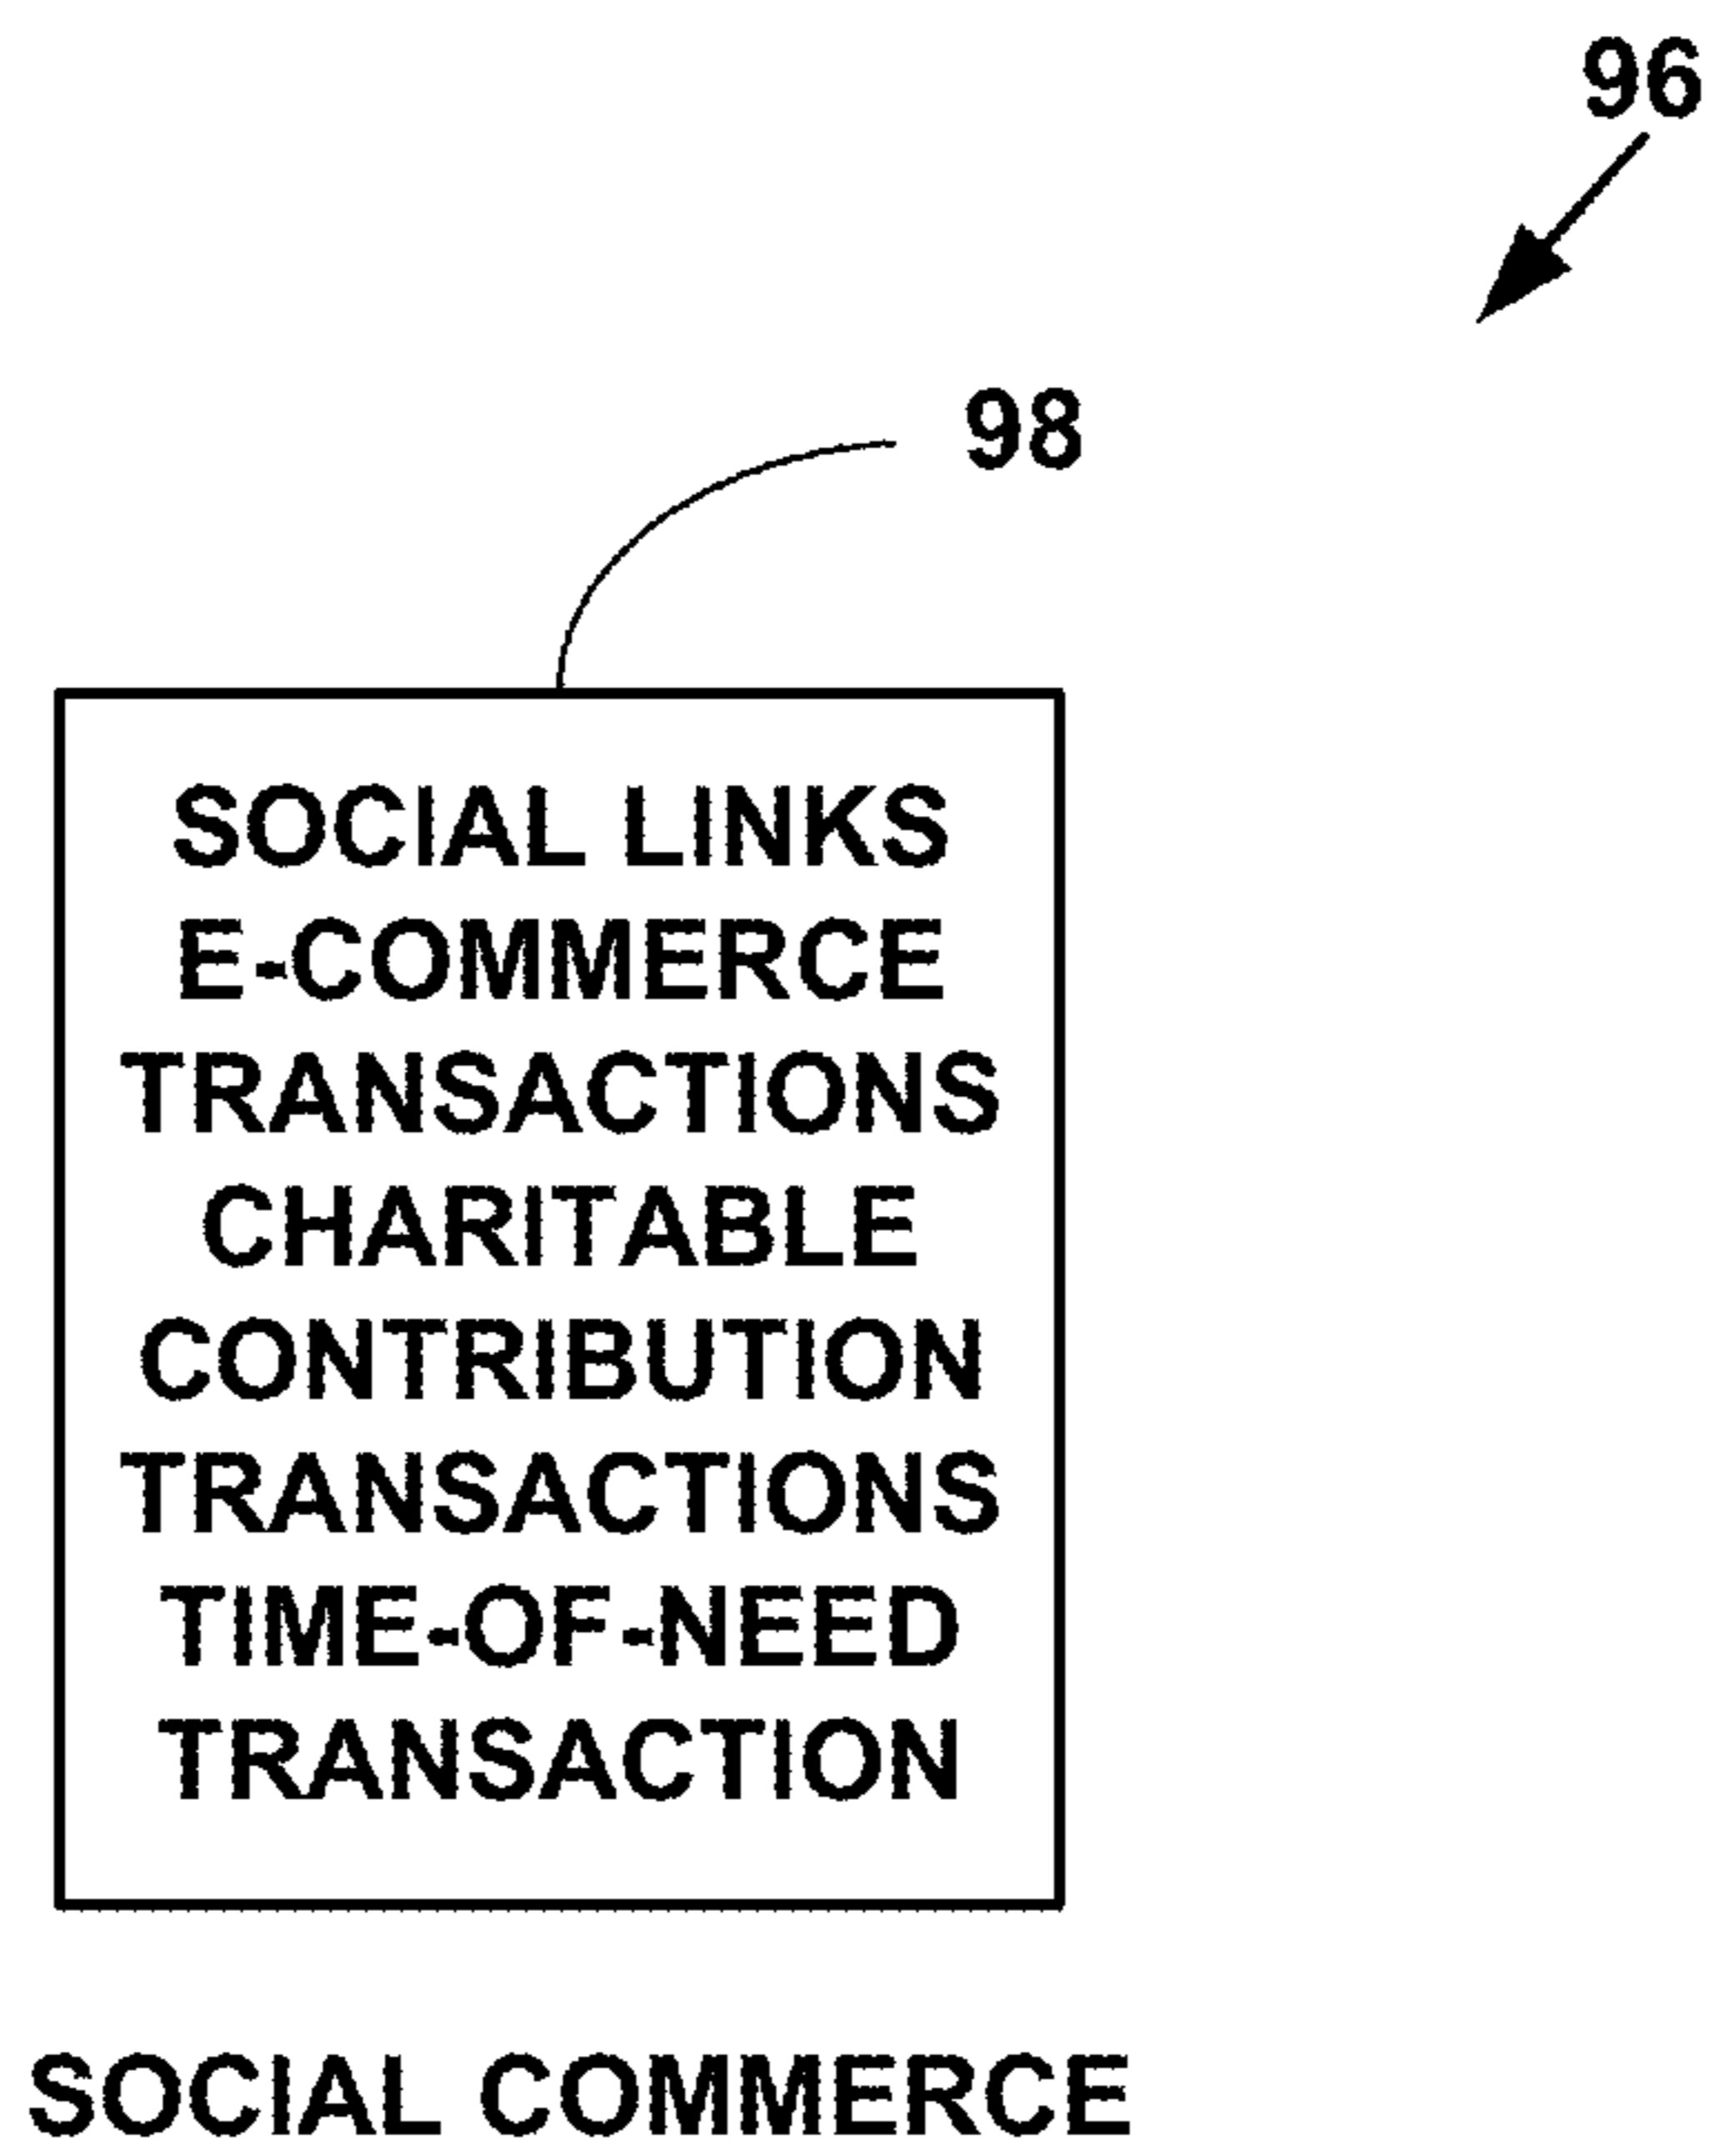 96
98
SOCIAL LINKS
E-COMMERCE
TRANSACTIONS
CHARITABLE
CONTRIBUTION
TRANSACTIONS
TIME-OF-NEED
TRANSACTION
SOCIAL COMMERCE